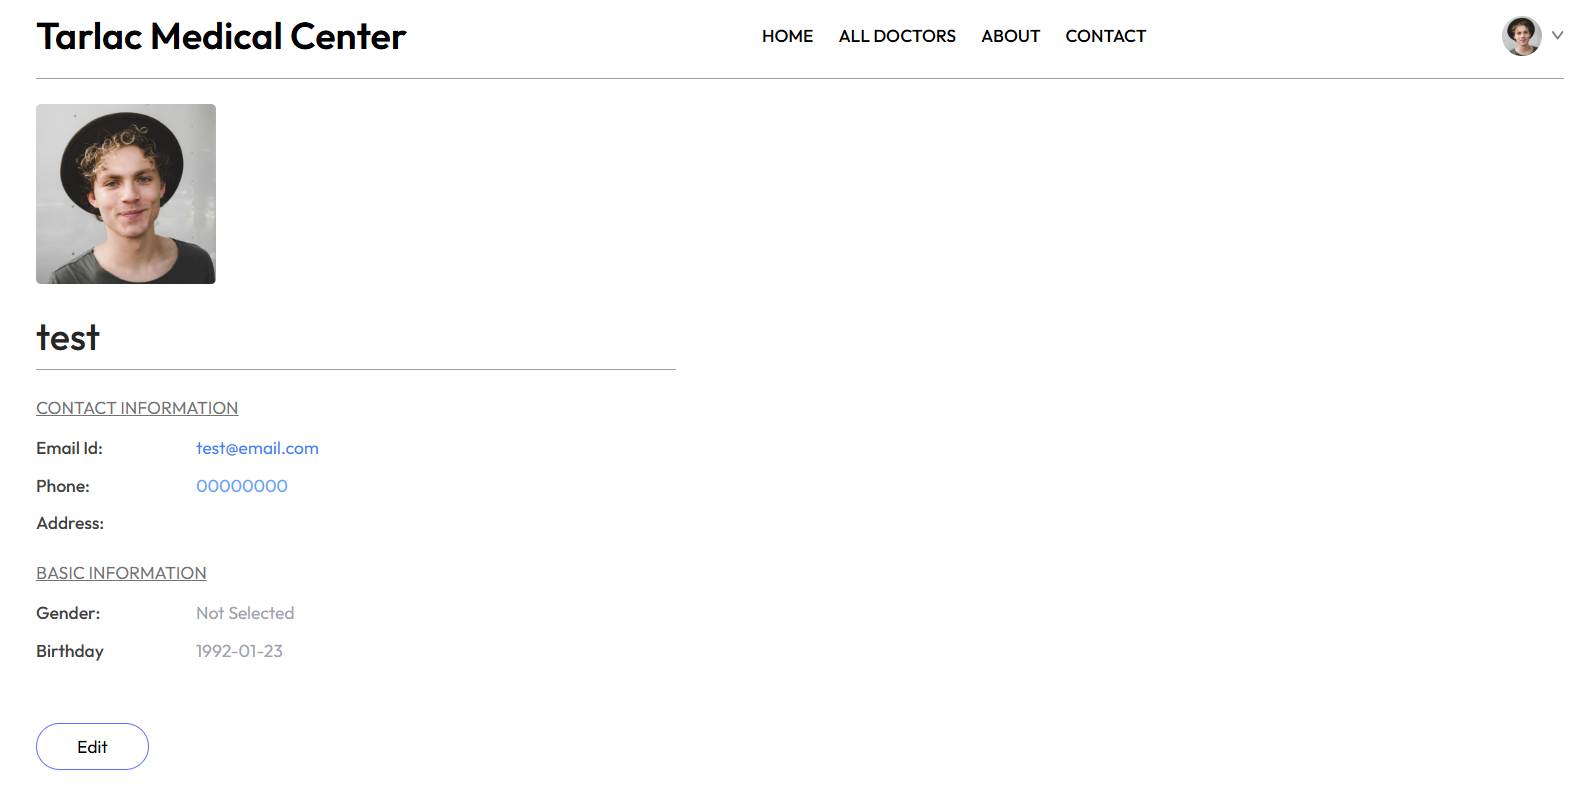 Tarlac Medical Center
HOME ALL DOCTORS ABOUT CONTACT
test
CONTACT INFORMATION
Email Id: test@email.com
Phone: 00000000
Address:
BASIC INFORMATION
Gender: Not Selected
Birthday 1992-01-23
Edit